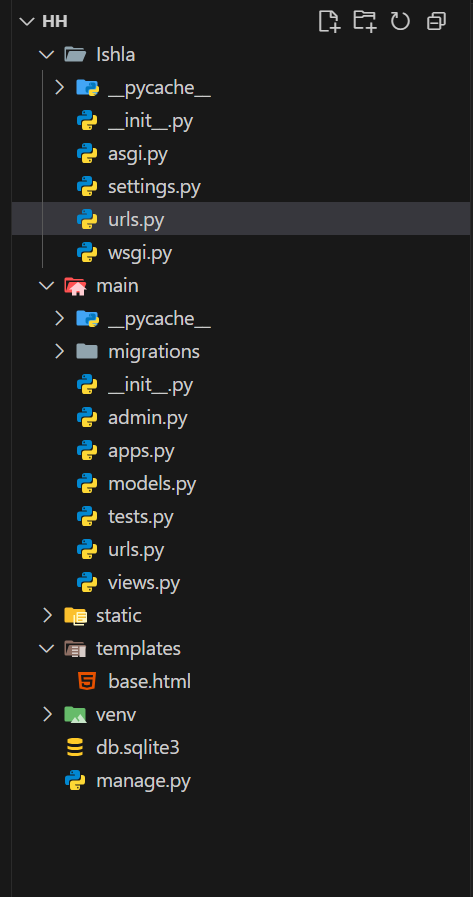 HH
Ishla
__pycache__
__init__.py
asgi.py
settings.py
urls.py
wsgi.py
main
__pycache__
migrations
__init__.py
admin.py
apps.py
models.py
tests.py
urls.py
views.py
static
templates
base.html
venv
db.sqlite3
manage.py